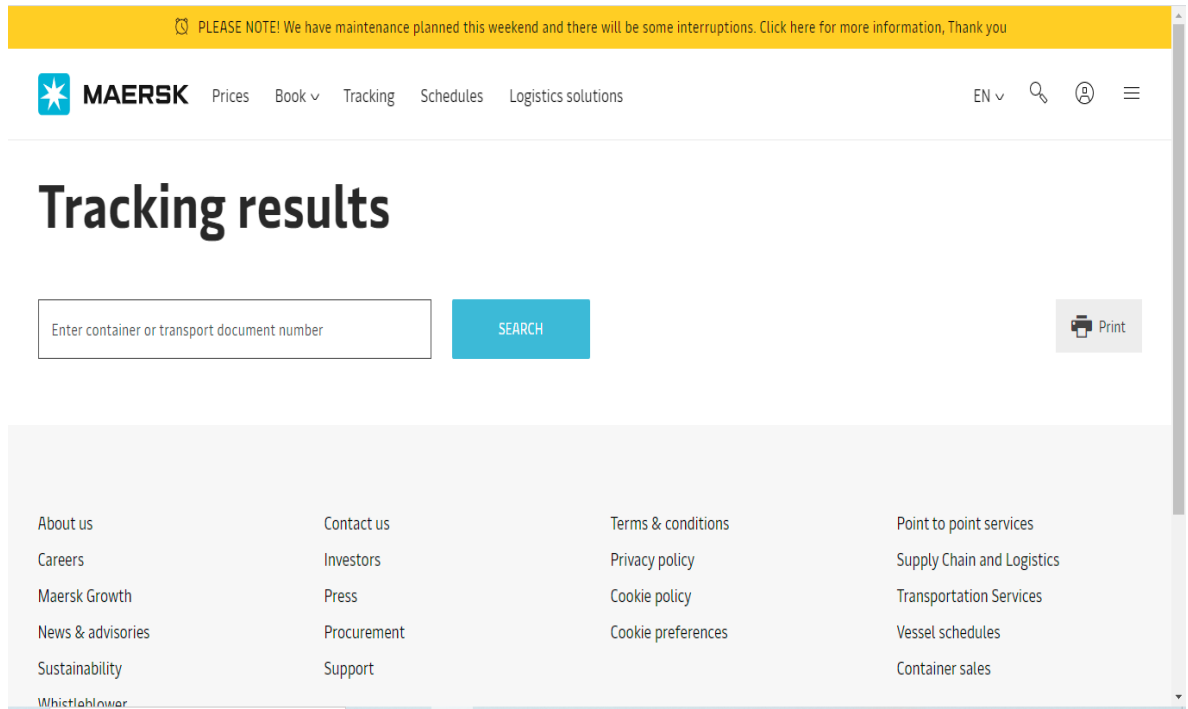 PLEASE NOTE! We have maintenance planned this weekend and there will be some interruptions. Click here for more information, Thank you
MAERSK Prices Book Tracking Schedules Logistics solutions EN
Tracking results
Enter container or transport document number SEARCH Print
About us Contact us Terms & conditions Point to point services
Careers Investors Privacy policy Supply Chain and Logistics
Maersk Growth Press Cookie policy Transportation Services
News & advisories Procurement Cookie preferences Vessel schedules
Sustainability Support Container sales
Whistleblower